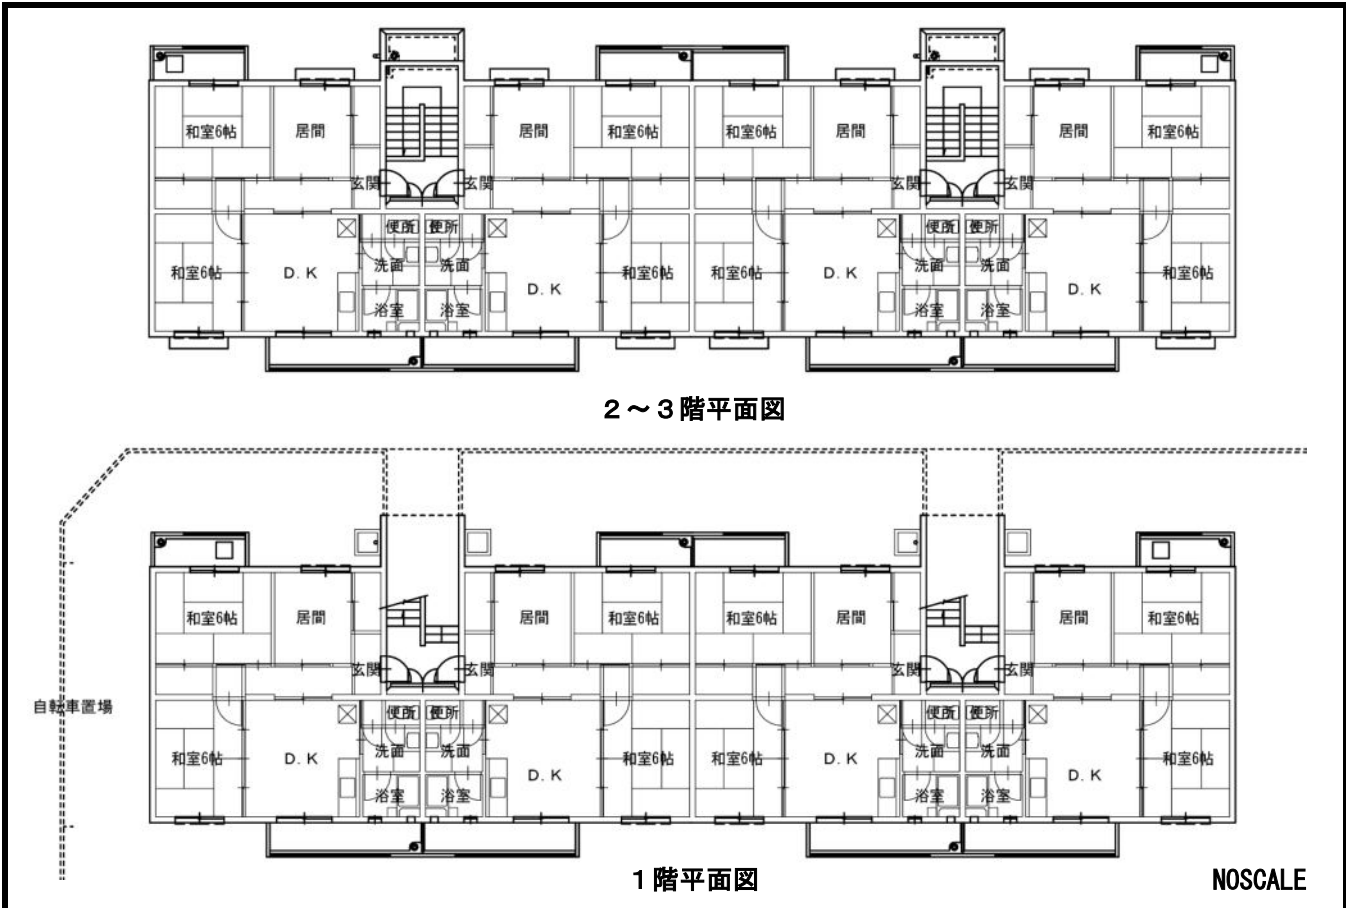 和室6帖 居間 居間 和室6帖 和室6帖 居間 居間 和室6帖
玄関 玄関 玄関 玄関
便所 便所 便所 便所
和室6帖 D.K 洗面 洗面 和室6帖 和室6帖 D.K 洗面 洗面 和室6帖
D.K D.K
浴室 浴室 浴室 浴室
2～3階平面図
和室6帖 居間 居間 和室6帖 和室6帖 居間 居間 和室6帖
玄関 玄関 玄関 玄関
自転車置場
便所 便所 便所 便所
和室6帖 D.K 洗面 洗面 和室6帖 和室6帖 D.K 洗面 洗面 和室6帖
D.K D.K
浴室 浴室 浴室 浴室
1階平面図
NOSCALE